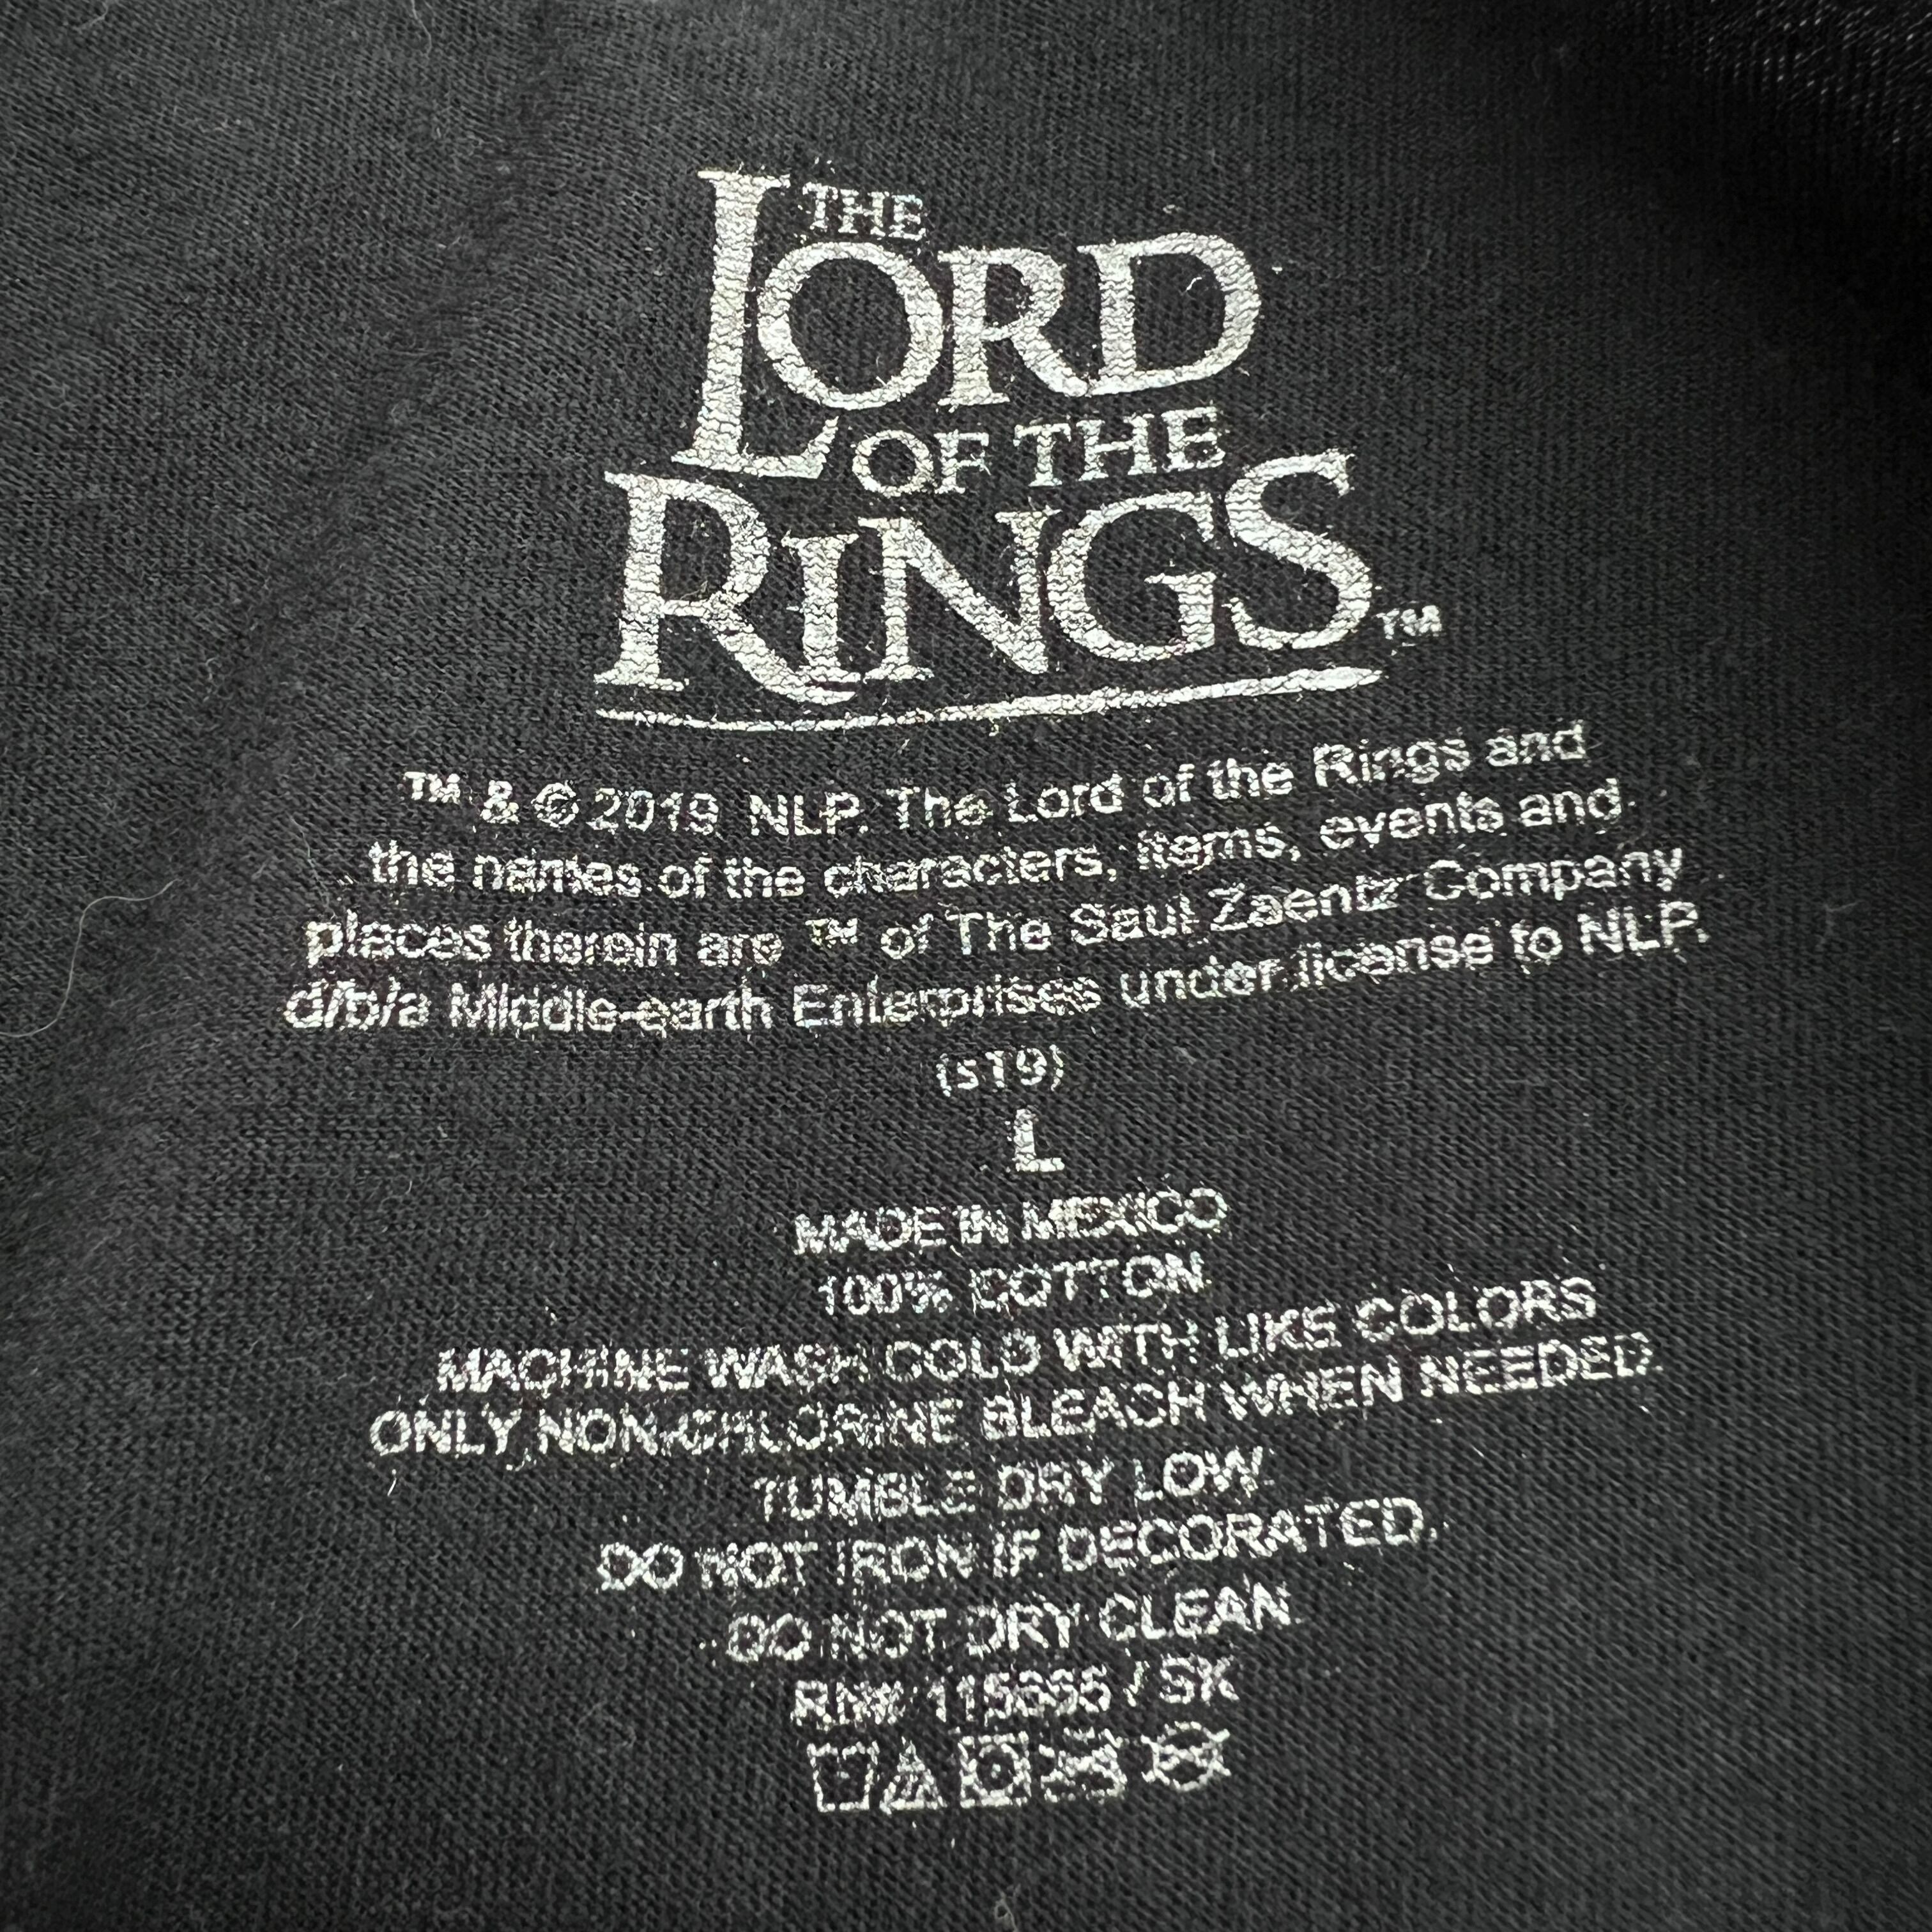 THE
LORD
OF THE
RINGS™
™ & © 2019 NLP. The Lord of the Rings and
the names of the characters, items, events and
places therein are ™ of The Saul Zaentz Company
d/b/a Middle-earth Enterprises under license to NLP.
(s19)
L
MADE IN MEXICO
100% COTTON
MACHINE WASH COLD WITH LIKE COLORS
ONLY NON-CHLORINE BLEACH WHEN NEEDED.
TUMBLE DRY LOW.
DO NOT IRON IF DECORATED.
DO NOT DRY CLEAN.
RN# / SK